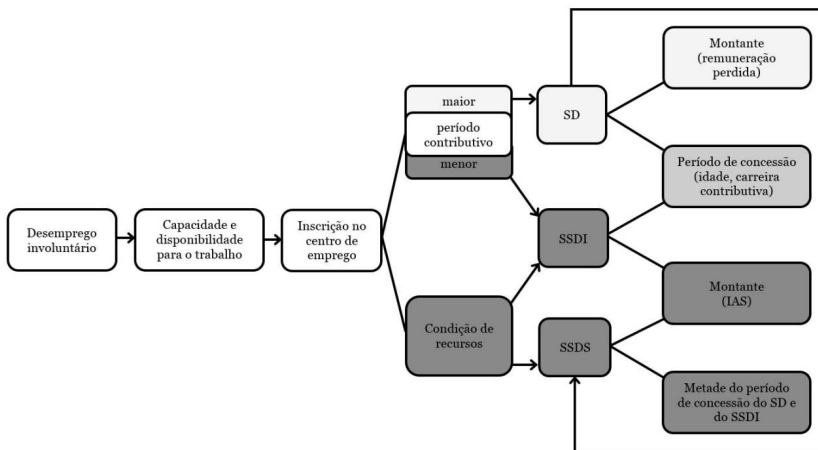 Desemprego
involuntário
Capacidade e
disponibilidade
para o trabalho
Inscrição no
centro de
emprego
maior
período
contributivo
menor
Condição de
recursos
SD
SSDI
SSDS
Montante
(remuneração
perdida)
Período de concessão
(idade, carreira
contributiva)
Montante
(IAS)
Metade do período
de concessão do SD e
do SSDI